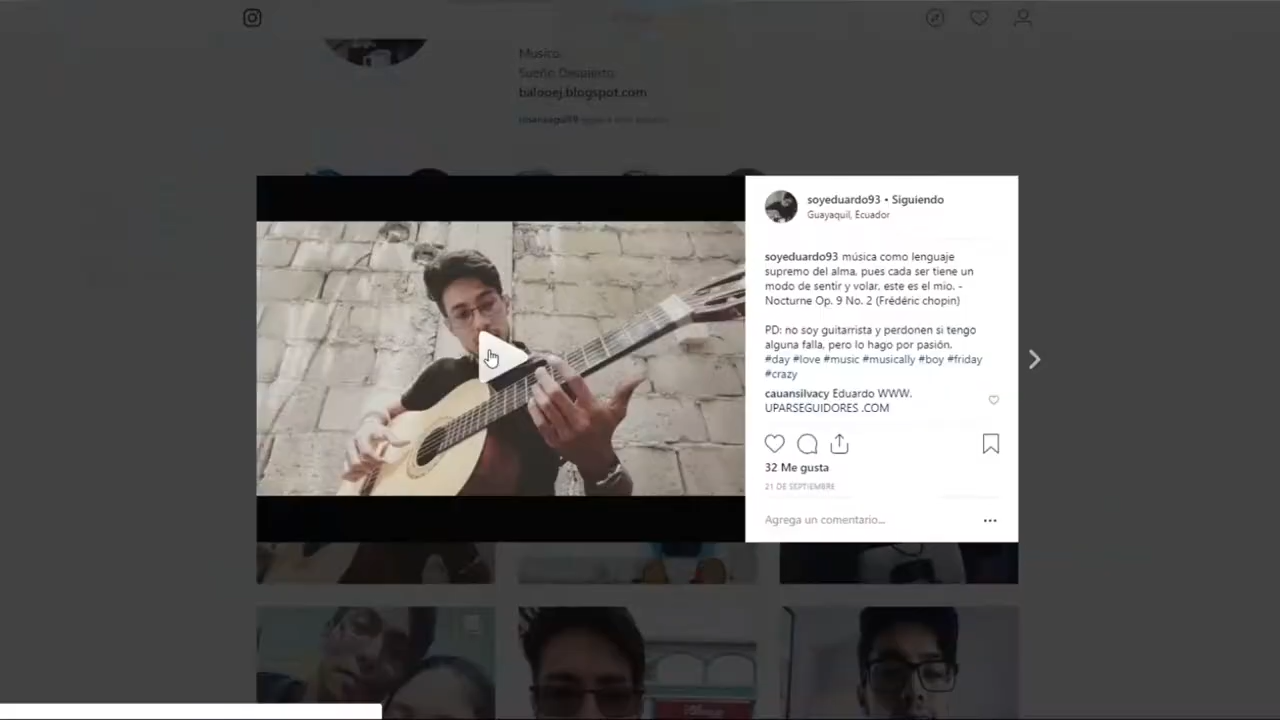 Musico.
Sueño Despierto.
balooej.blogspot.com
soyeduardo93 • Siguiendo
Guayaquil, Ecuador
soyeduardo93 música como lenguaje
supremo del alma, pues cada ser tiene un
modo de sentir y volar, este es el mio. -
Nocturne Op. 9 No. 2 (Frédéric chopin)
PD: no soy guitarrista y perdonen si tengo
alguna falla, pero lo hago por pasión.
#day #love #music #musically #boy #friday
#crazy
cauansilvacy Eduardo WWW.
UPARSEGUIDORES .COM
32 Me gusta
21 DE SEPTIEMBRE
Agrega un comentario...